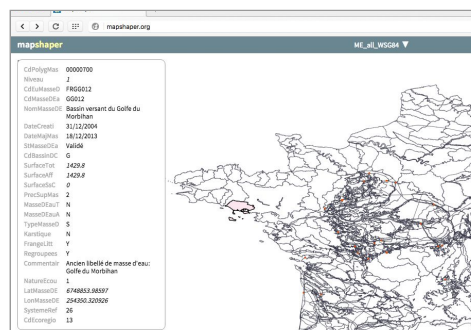 mapshaper.org
mapshaper
ME_all_WSG84 ▼
CdPolygMas 00000700
Niveau 1
CdEuMasseD FRGG012
CdMasseDEa GG012
NomMasseDE Bassin versant du Golfe du
Morbihan
DateCreati 31/12/2004
DateMajMas 18/12/2013
StMasseDEa Validé
CdBassinDC G
SurfaceTot 1429.8
SurfaceAff 1429.8
SurfaceSsC 0
PrecSupMas 2
MasseDEauT N
MasseDEauA N
TypeMasseD S
Karstique N
FrangeLitt Y
Regroupees Y
Commentair Ancien libellé de masse d'eau:
Golfe du Morbihan
NatureEcou 1
LatMasseDE 6748853.98597
LonMasseDE 254350.320926
SystemeRef 26
CdEcoregio 13